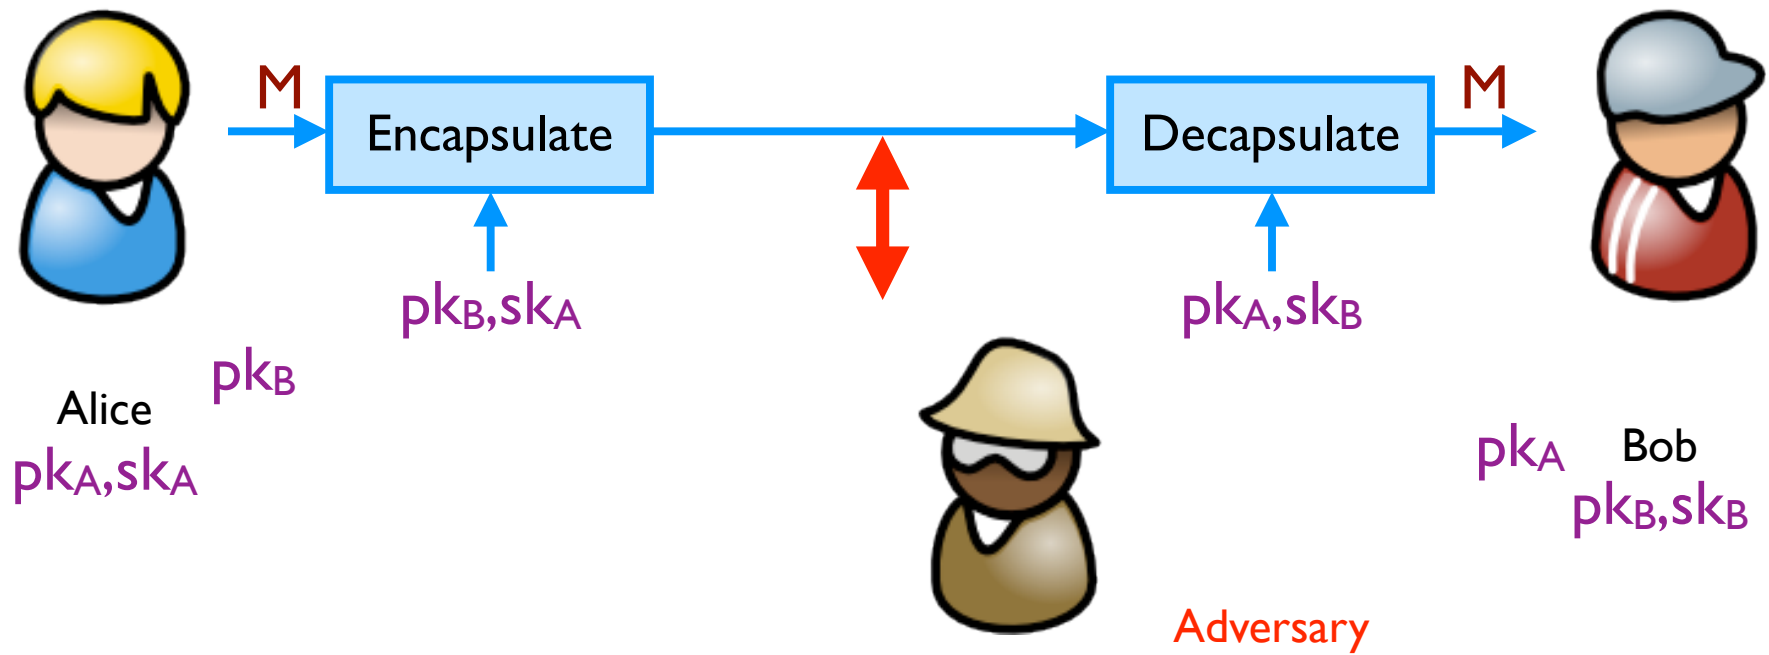 M
Encapsulate
Decapsulate
M
pkB,skA
pkA,skB
pkB
Alice
pkA,skA
pkA
Bob
pkB,skB
Adversary